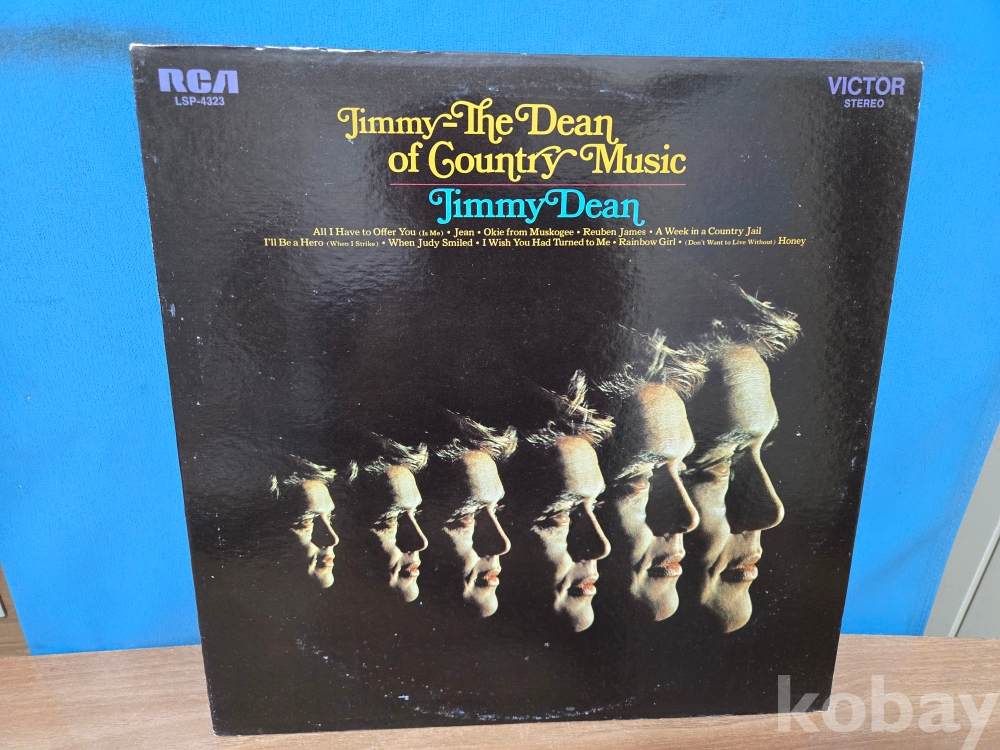 RCA
LSP-4323
VICTOR
STEREO
Jimmy-The Dean
of Country Music
Jimmy Dean
All I Have to Offer You (Is Me) • Jean • Okie from Muskogee • Reuben James • A Week in a Country Jail
I'll Be a Hero (When I Strike) • When Judy Smiled • I Wish You Had Turned to Me • Rainbow Girl • (Don't Want to Live Without) Honey
kobay